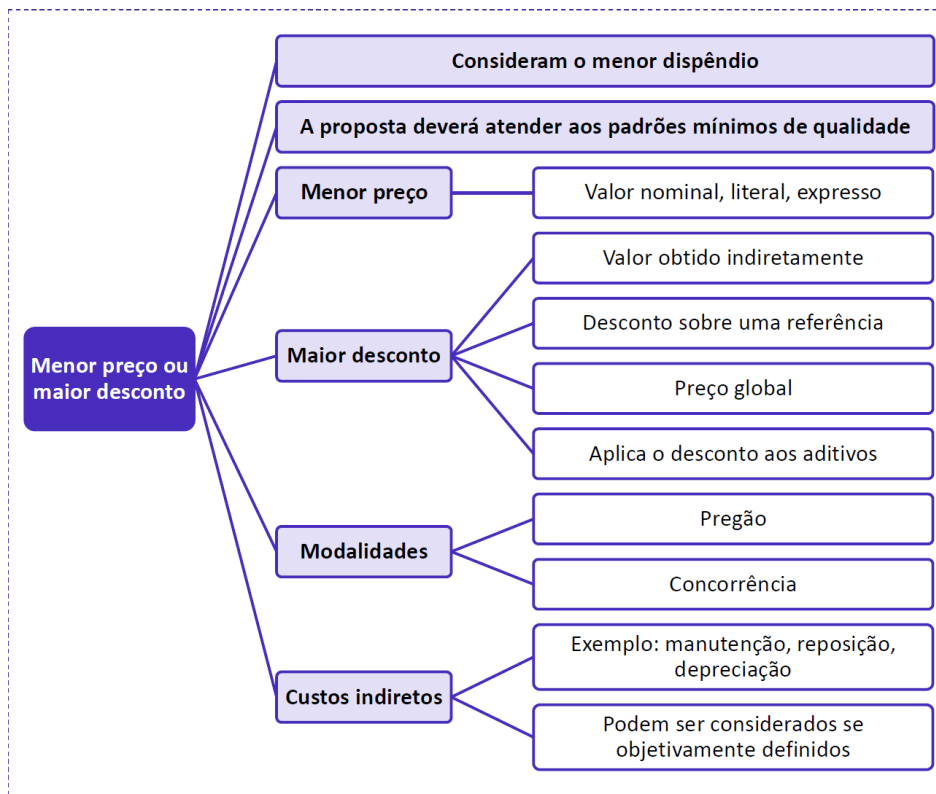 Menor preço ou
maior desconto
Consideram o menor dispêndio
A proposta deverá atender aos padrões mínimos de qualidade
Menor preço
Valor nominal, literal, expresso
Maior desconto
Valor obtido indiretamente
Desconto sobre uma referência
Preço global
Aplica o desconto aos aditivos
Modalidades
Pregão
Concorrência
Custos indiretos
Exemplo: manutenção, reposição,
depreciação
Podem ser considerados se
objetivamente definidos